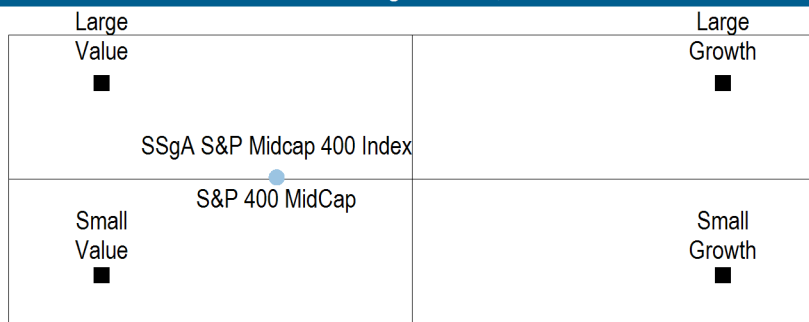 Large
Value
Large
Growth
SSgA S&P Midcap 400 Index
S&P 400 MidCap
Small
Value
Small
Growth